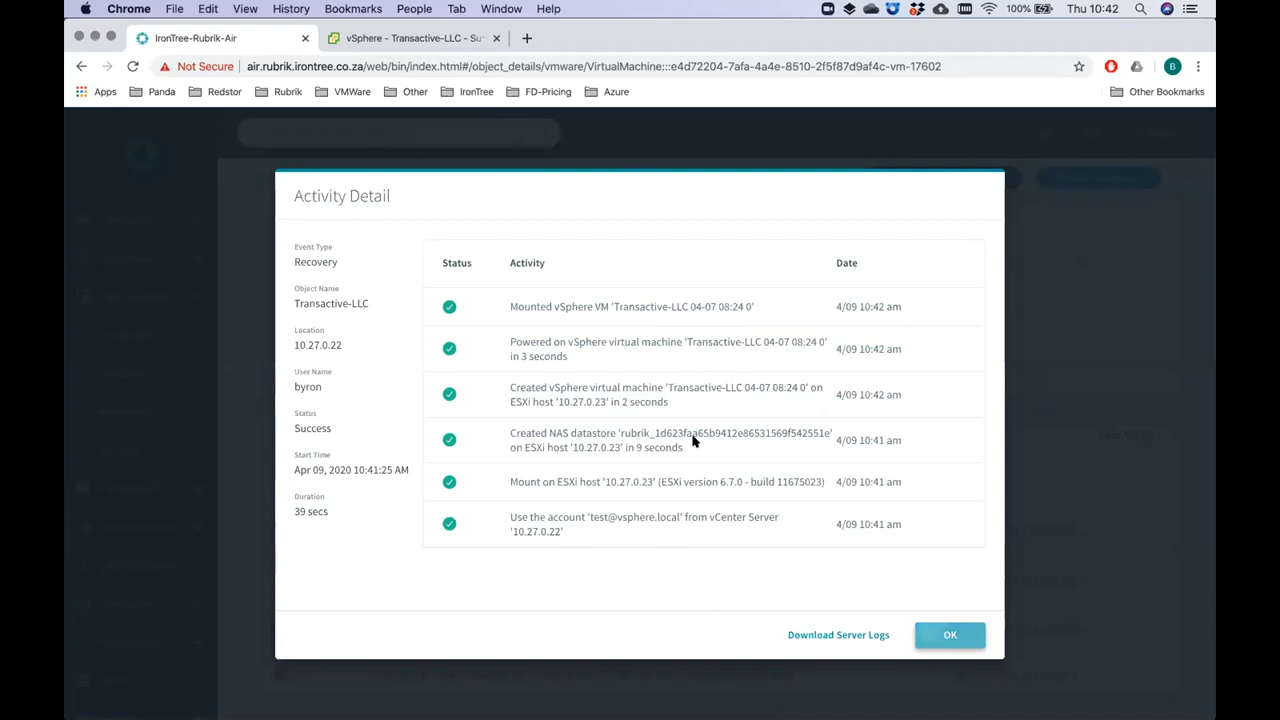 Chrome File Edit View History Bookmarks People Tab Window Help 100% Thu 10:42
IronTree-Rubrik-Air vSphere - Transactive-LLC - Su
Not Secure air.rubrik.irontree.co.za/web/bin/index.html#/object_details/vmware/VirtualMachine:::e4d72204-7afa-4a4e-8510-2f5f87d9af4c-vm-17602 B
Apps Panda Redstor Rubrik VMWare Other IronTree FD-Pricing Azure Other Bookmarks
Activity Detail
Event Type
Recovery
Object Name
Transactive-LLC
Location
10.27.0.22
User Name
byron
Status
Success
Start Time
Apr 09, 2020 10:41:25 AM
Duration
39 secs
Status Activity Date
Mounted vSphere VM 'Transactive-LLC 04-07 08:24 0' 4/09 10:42 am
Powered on vSphere virtual machine 'Transactive-LLC 04-07 08:24 0'
in 3 seconds
4/09 10:42 am
Created vSphere virtual machine 'Transactive-LLC 04-07 08:24 0' on
ESXi host '10.27.0.23' in 2 seconds
4/09 10:42 am
Created NAS datastore 'rubrik_1d623faa65b9412e86531569f542551e'
on ESXi host '10.27.0.23' in 9 seconds
4/09 10:41 am
Mount on ESXi host '10.27.0.23' (ESXi version 6.7.0 - build 11675023) 4/09 10:41 am
Use the account 'test@vsphere.local' from vCenter Server
'10.27.0.22'
4/09 10:41 am
Download Server Logs OK